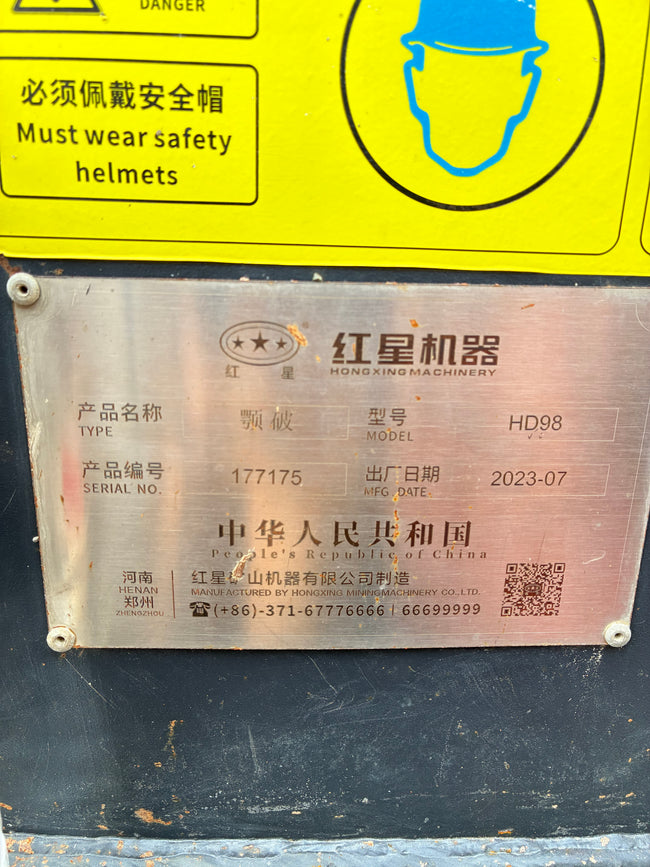 DANGER
必须佩戴安全帽
Must wear safety
helmets
红星
红星机器
HONGXING MACHINERY
产品名称
TYPE
颚破
型号
MODEL
HD98
产品编号
SERIAL NO.
177175
出厂日期
MFG DATE
2023-07
中华人民共和国
People's Republic of China
河南
HENAN
郑州
ZHENGZHOU
红星矿山机器有限公司制造
MANUFACTURED BY HONGXING MINING MACHINERY CO., LTD.
☎(+86)-371-67776666 | 66699999